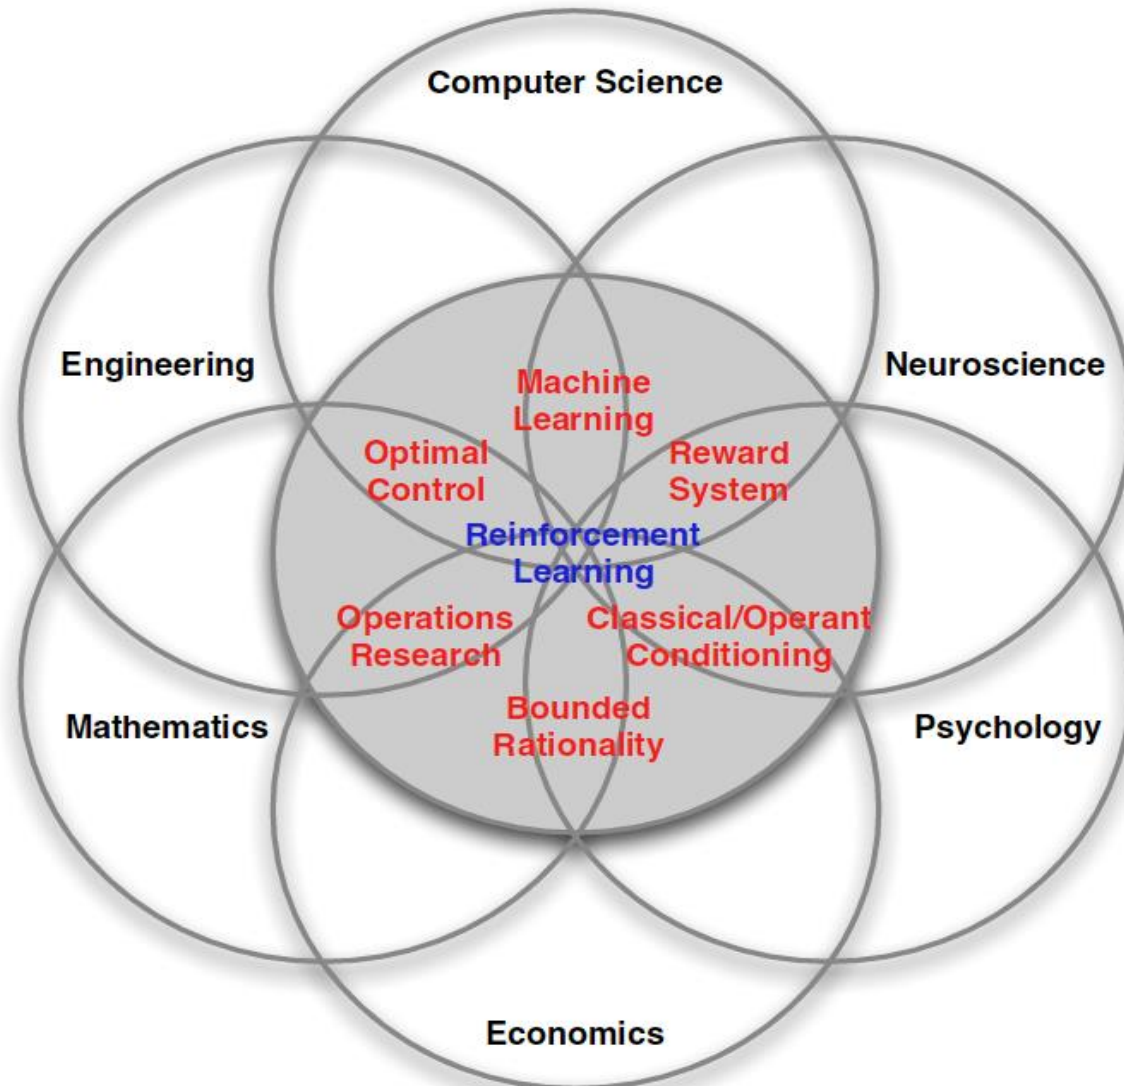 Computer Science
Engineering
Neuroscience
Machine
Learning
Optimal
Control
Reward
System
Reinforcement
Learning
Operations
Research
Classical/Operant
Conditioning
Bounded
Rationality
Mathematics
Psychology
Economics